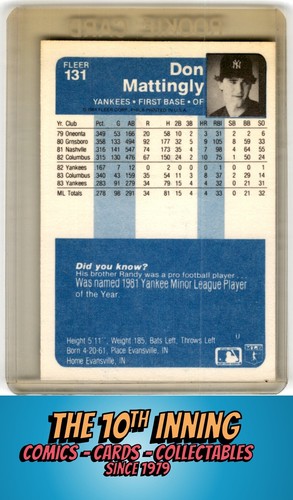 FLEER
131
Don
Mattingly
YANKEES • FIRST BASE • OF
Yr. Club Pct. G AB R H 2B 3B HR RBI SB BB SO
79 Oneonta 349 53 166 20 58 10 2 3 31 2 2 6
80 Grnsboro 358 133 494 92 177 32 5 9 105 8 59 33
81 Nashville 316 141 547 74 173 35 4 7 98 4 64 55
82 Columbus 315 130 476 67 150 24 2 10 75 1 50 24
82 Yankees 167 7 12 0 2 0 0 0 1 0 0 1
83 Columbus 340 43 159 35 54 11 3 8 37 2 29 14
83 Yankees 283 91 279 34 79 15 4 4 32 0 21 31
ML Totals 278 98 291 34 81 15 4 4 33 0 21 32
Did you know?
His brother Randy was a pro football player . . .
Was named 1981 Yankee Minor League Player
of the Year.
Height 5'11", Weight 185, Bats Left, Throws Left
Born 4-20-61, Place Evansville, IN
Home Evansville, IN
THE 10TH INNING
COMICS - CARDS - COLLECTABLES
SINCE 1979